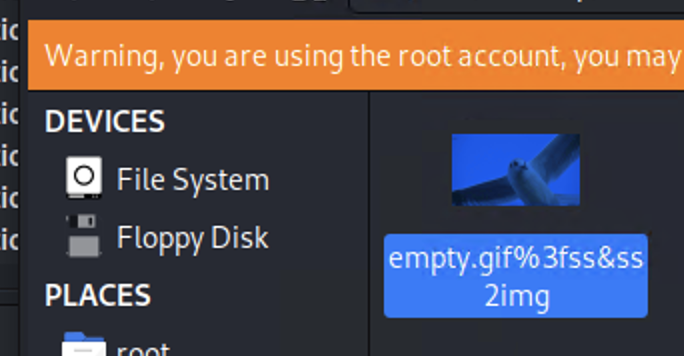 Warning, you are using the root account, you may
DEVICES
File System
Floppy Disk
PLACES
root
empty.gif%3fss&ss
2img